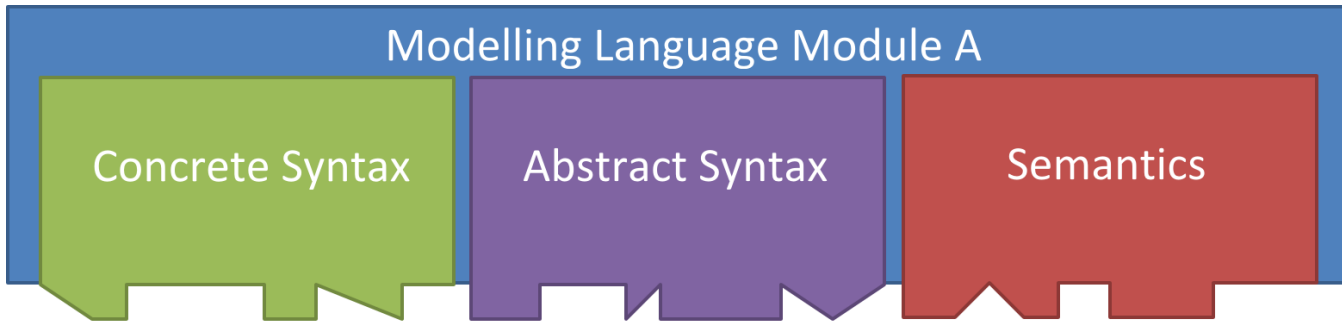 Modelling Language Module A
Concrete Syntax
Abstract Syntax
Semantics